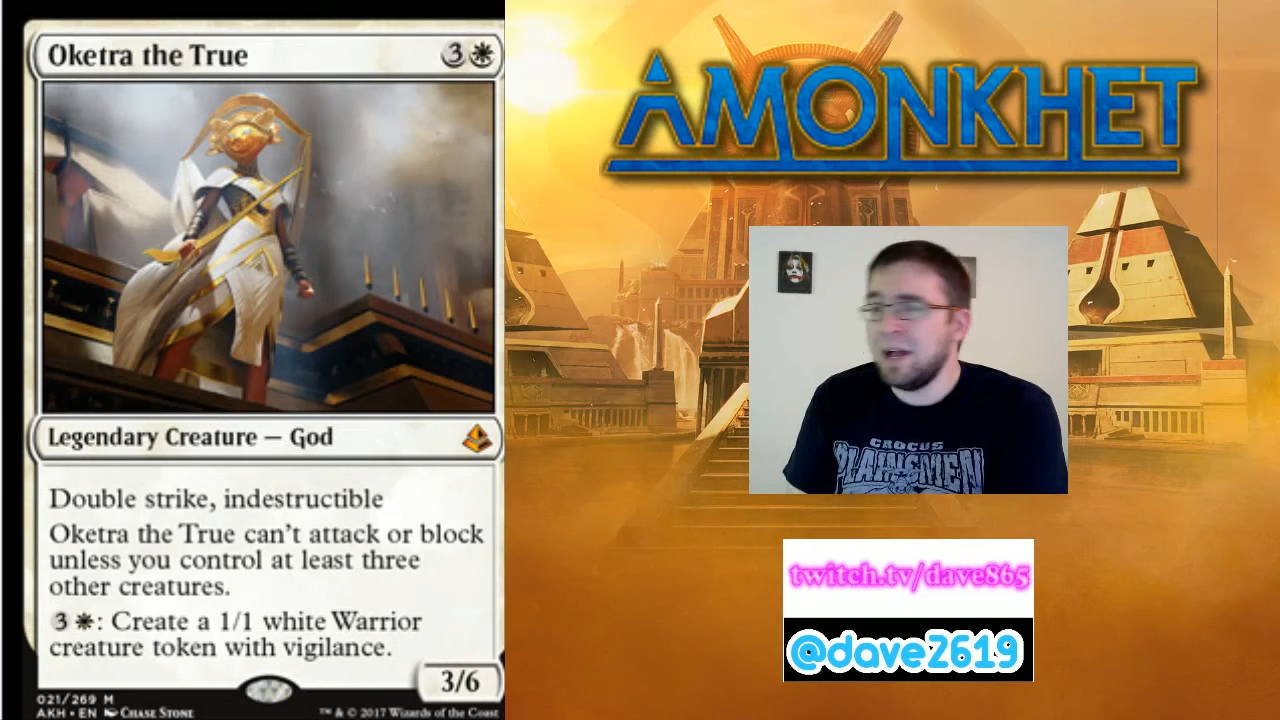 Oketra the True 3
Legendary Creature — God
Double strike, indestructible
Oketra the True can't attack or block
unless you control at least three
other creatures.
3 : Create a 1/1 white Warrior
creature token with vigilance.
3/6
021/269 M
AKH • EN CHASE STONE
™ & © 2017 Wizards of the Coast
AMONKHET
CROCUS
PLAINSMEN
twitch.tv/dave865
@dave2619